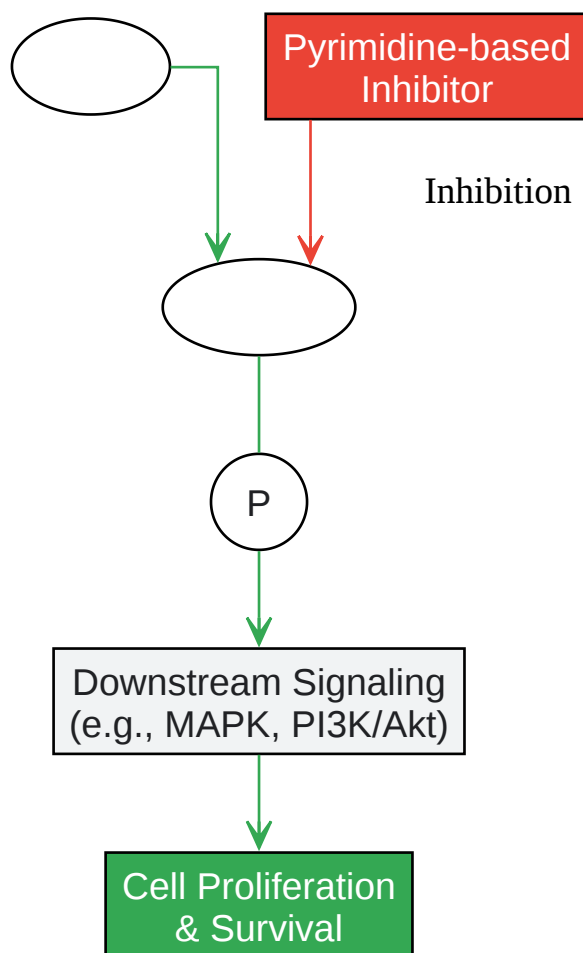 Pyrimidine-based
Inhibitor
Inhibition
P
Downstream Signaling
(e.g., MAPK, PI3K/Akt)
Cell Proliferation
& Survival